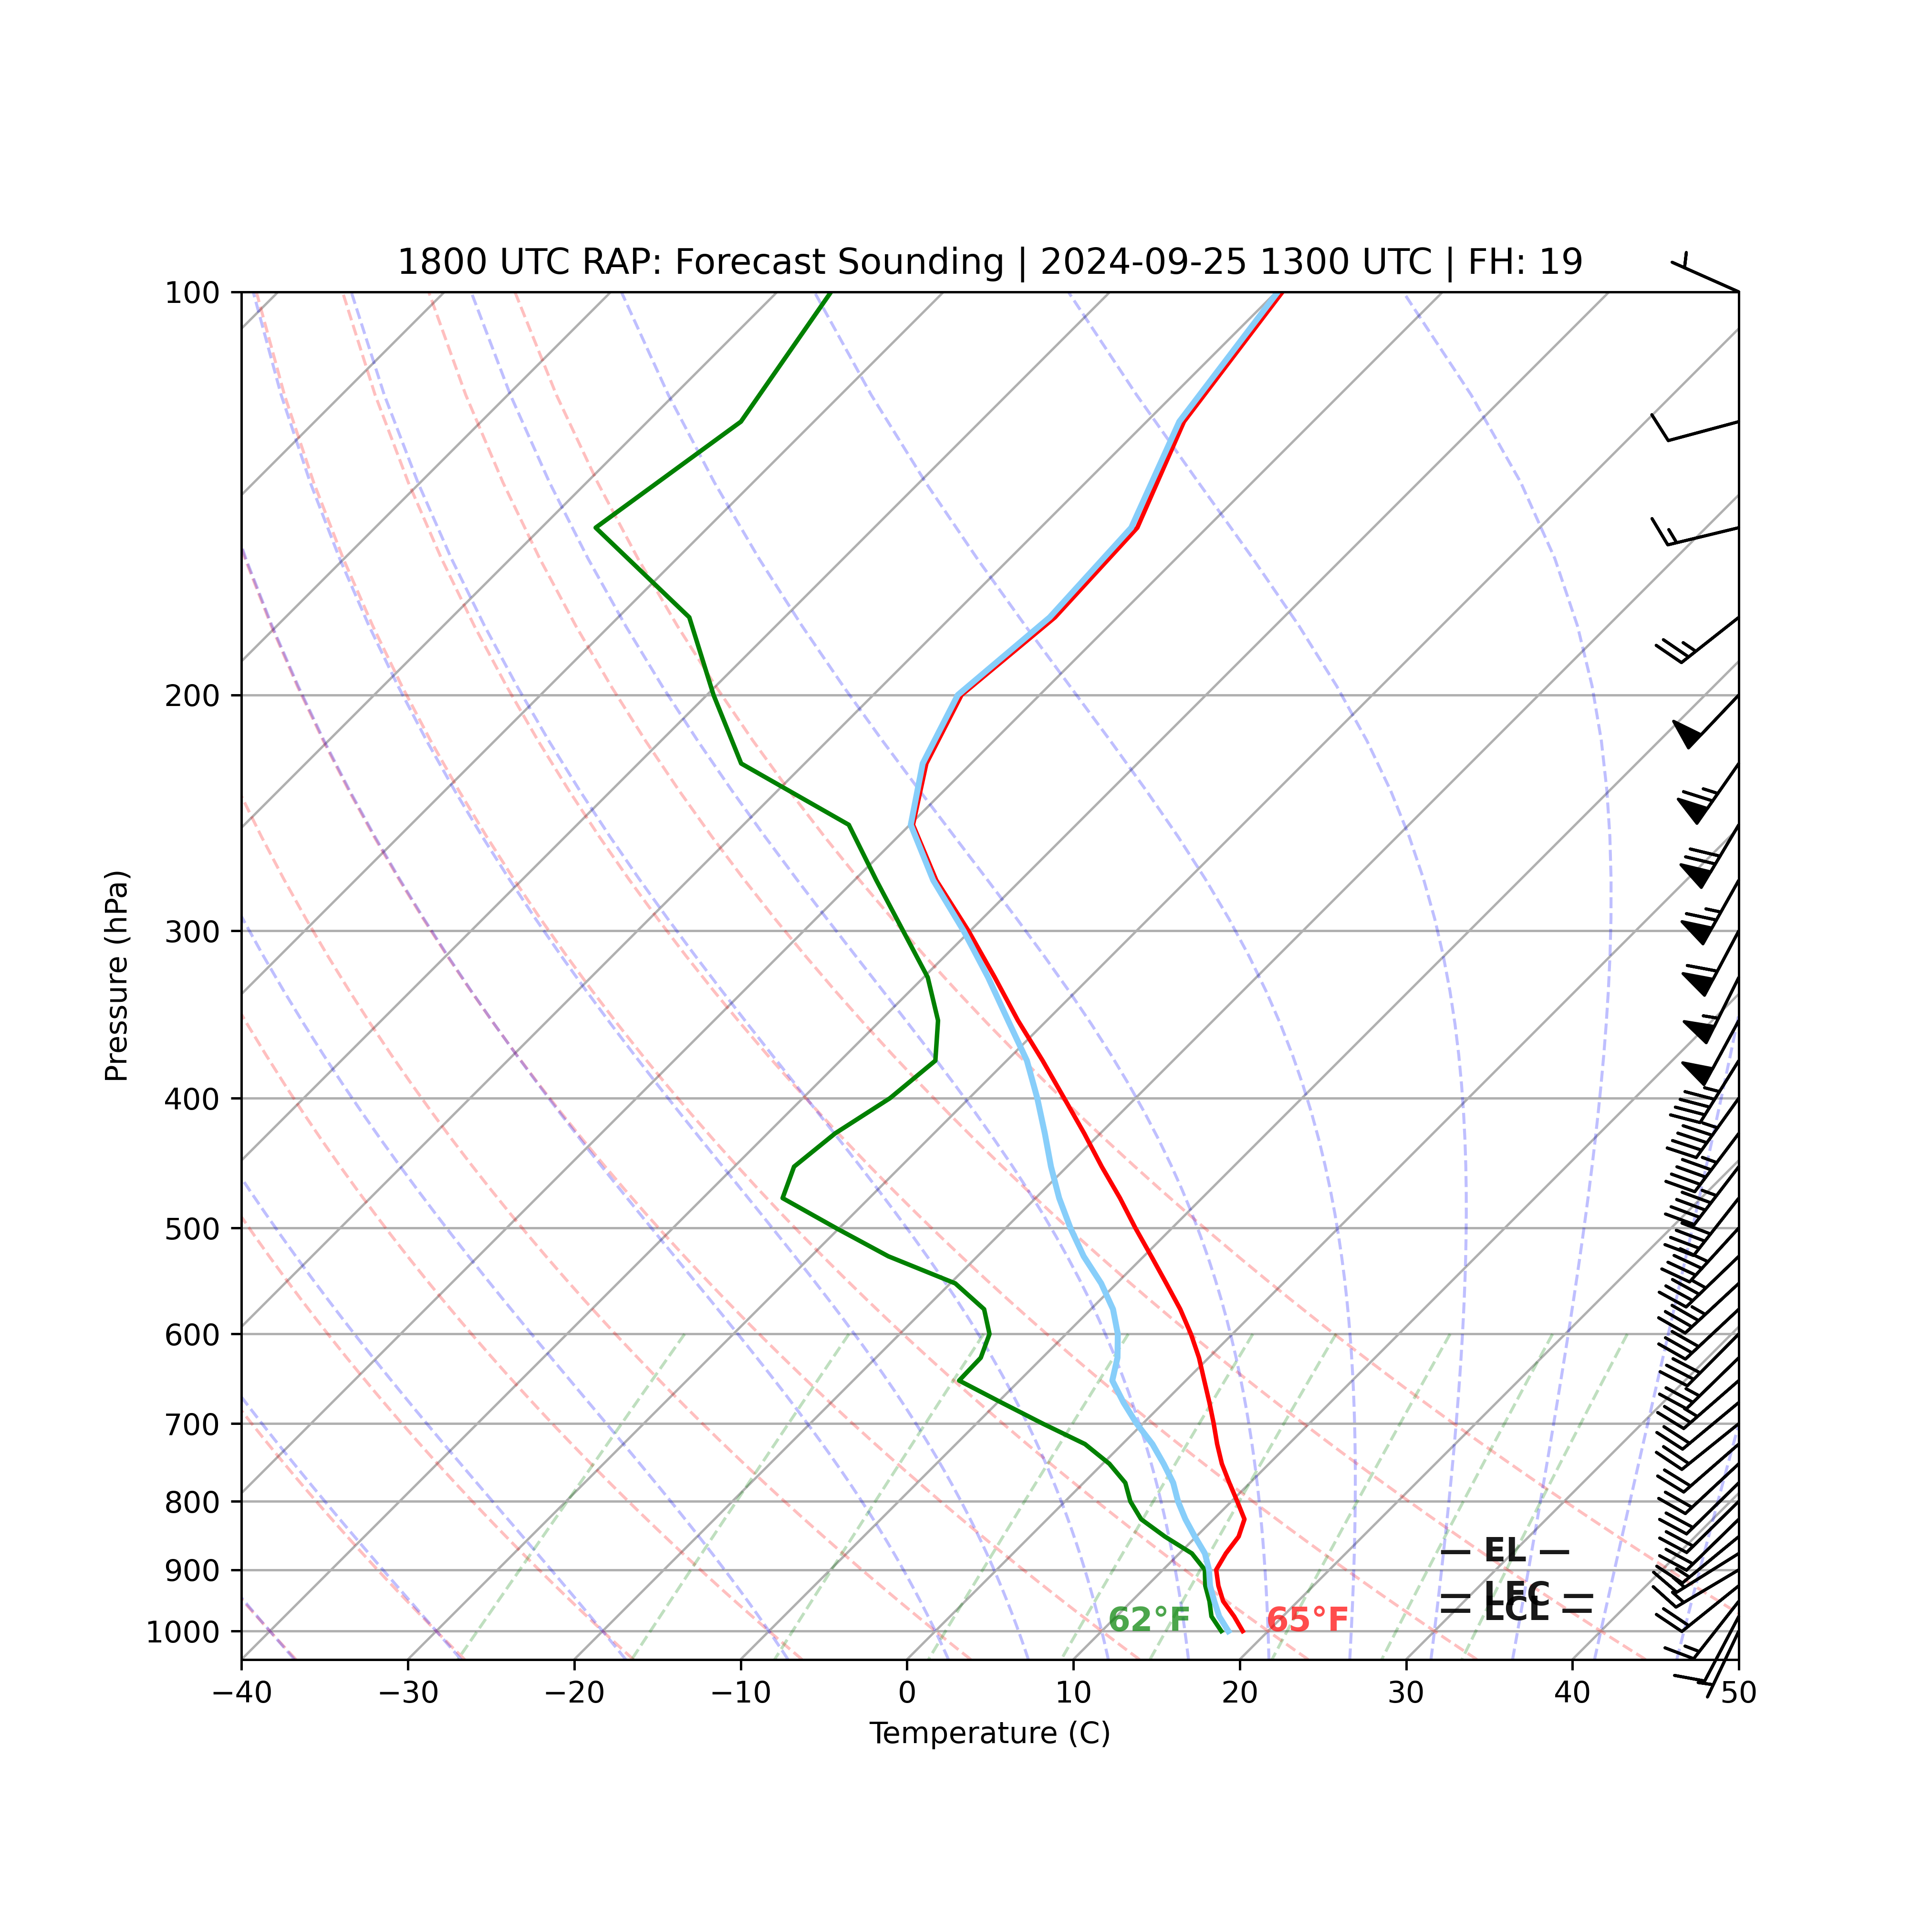 1800 UTC RAP: Forecast Sounding | 2024-09-25 1300 UTC | FH: 19
100
200
300
400
500
600
700
800
900
1000
Pressure (hPa)
— EL —
— LFC —
— LCL —
62°F
65°F
−40 −30 −20 −10 0 10 20 30 40 50
Temperature (C)